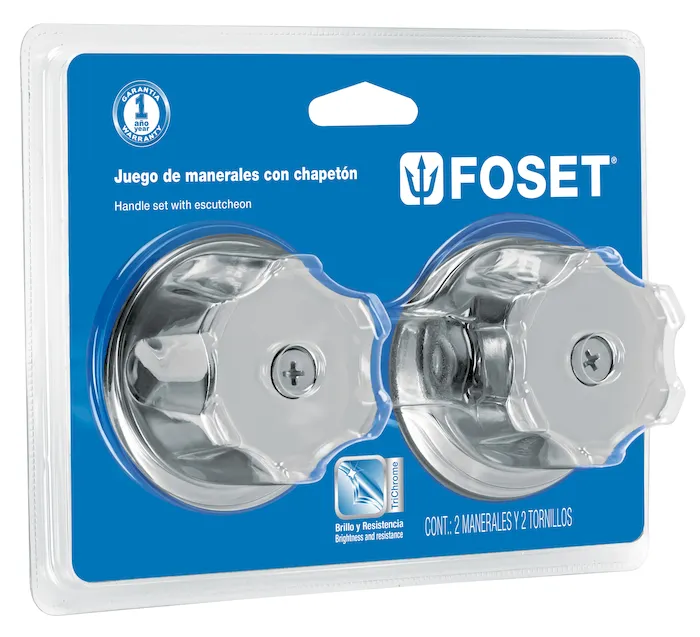 GARANTIA
1
año
year
WARRANTY
Juego de manerales con chapetón
Handle set with escutcheon
FOSET®
TriChrome
Brillo y Resistencia
Brightness and resistance
CONT.: 2 MANERALES Y 2 TORNILLOS